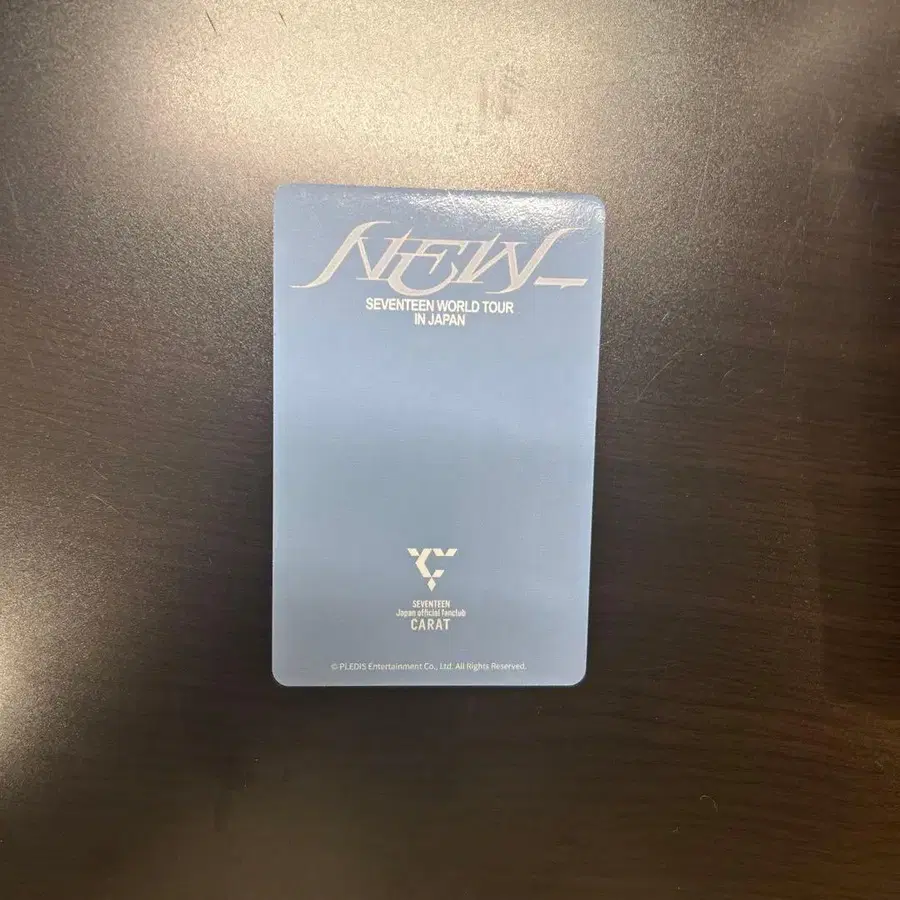 NEW_
SEVENTEEN WORLD TOUR
IN JAPAN
SEVENTEEN
Japan official fanclub
CARAT
© PLEDIS Entertainment Co., Ltd. All Rights Reserved.